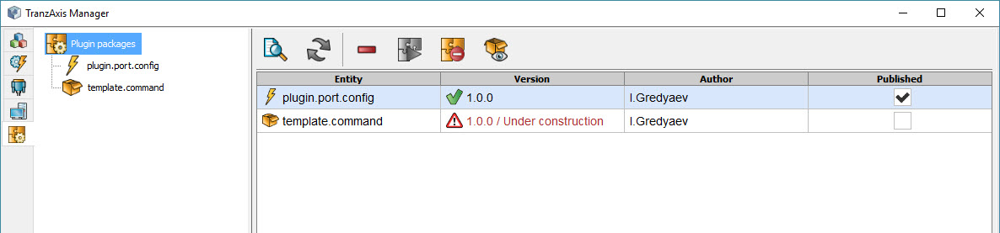 TranzAxis Manager
Plugin packages
plugin.port.config
template.command
Entity Version Author Published
plugin.port.config 1.0.0 I.Gredyaev
template.command 1.0.0 / Under construction I.Gredyaev